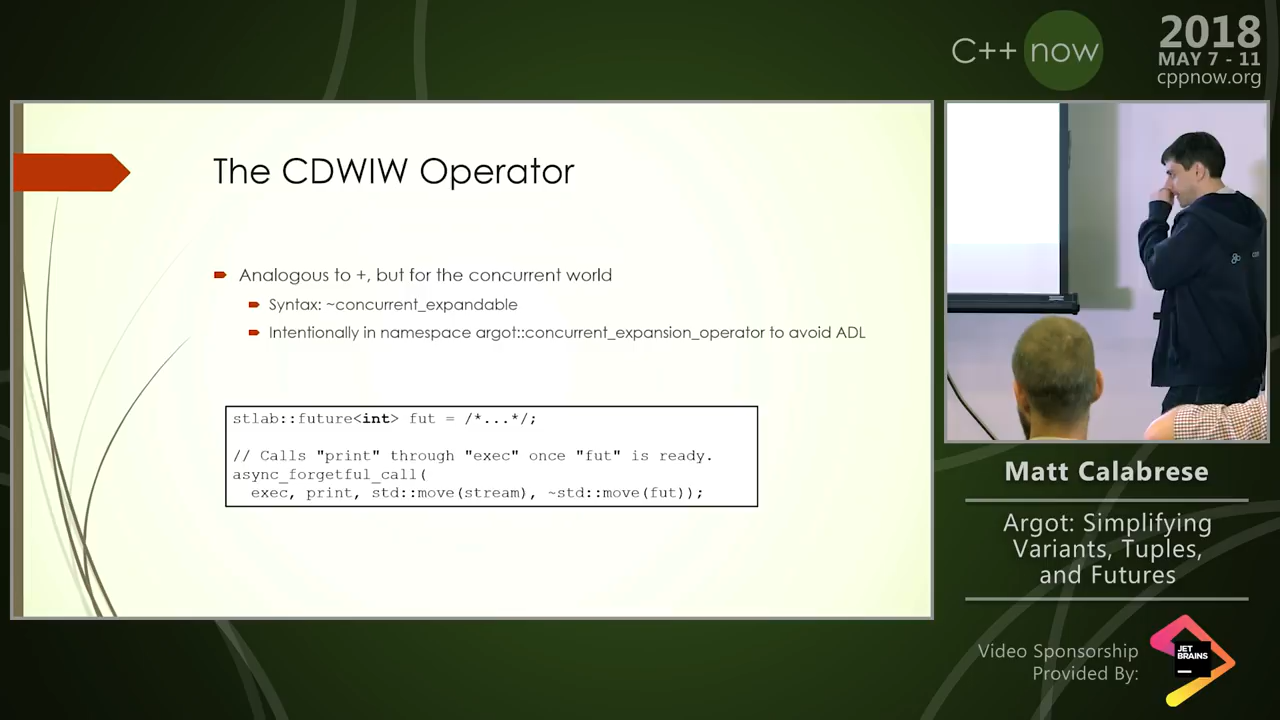 The CDWIW Operator
Analogous to +, but for the concurrent world
Syntax: ~concurrent_expandable
Intentionally in namespace argot::concurrent_expansion_operator to avoid ADL
stlab::future<int> fut = /*...*/;
// Calls "print" through "exec" once "fut" is ready.
async_forgetful_call(
exec, print, std::move(stream), ~std::move(fut));
C++ now
2018
MAY 7 - 11
cppnow.org
Matt Calabrese
Argot: Simplifying
Variants, Tuples,
and Futures
Video Sponsorship
Provided By:
JET
BRAINS